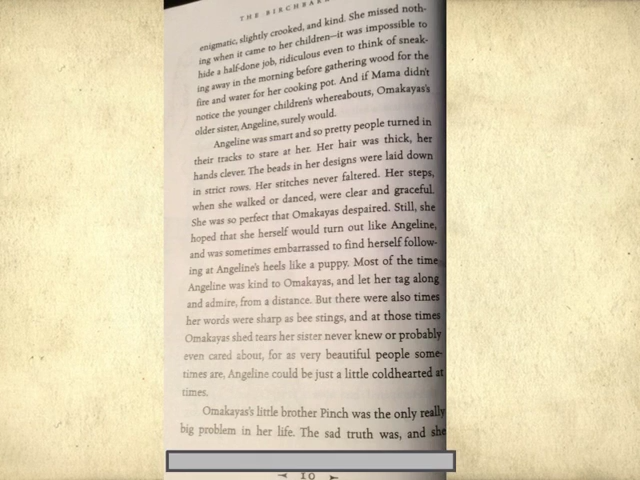 THE BIRCHBARK
enigmatic, slightly crooked, and kind. She missed noth-
ing when it came to her children—it was impossible to
hide a half-done job, ridiculous even to think of sneak-
ing away in the morning before gathering wood for the
fire and water for her cooking pot. And if Mama didn't
notice the younger children's whereabouts, Omakayas's
older sister, Angeline, surely would.
Angeline was smart and so pretty people turned in
their tracks to stare at her. Her hair was thick, her
hands clever. The beads in her designs were laid down
in strict rows. Her stitches never faltered. Her steps,
when she walked or danced, were clear and graceful.
She was so perfect that Omakayas despaired. Still, she
hoped that she herself would turn out like Angeline,
and was sometimes embarrassed to find herself follow-
ing at Angeline's heels like a puppy. Most of the time
Angeline was kind to Omakayas, and let her tag along
and admire, from a distance. But there were also times
her words were sharp as bee stings, and at those times
Omakayas shed tears her sister never knew or probably
even cared about, for as very beautiful people some-
times are, Angeline could be just a little coldhearted at
times.
Omakayas's little brother Pinch was the only really
big problem in her life. The sad truth was, and she
10